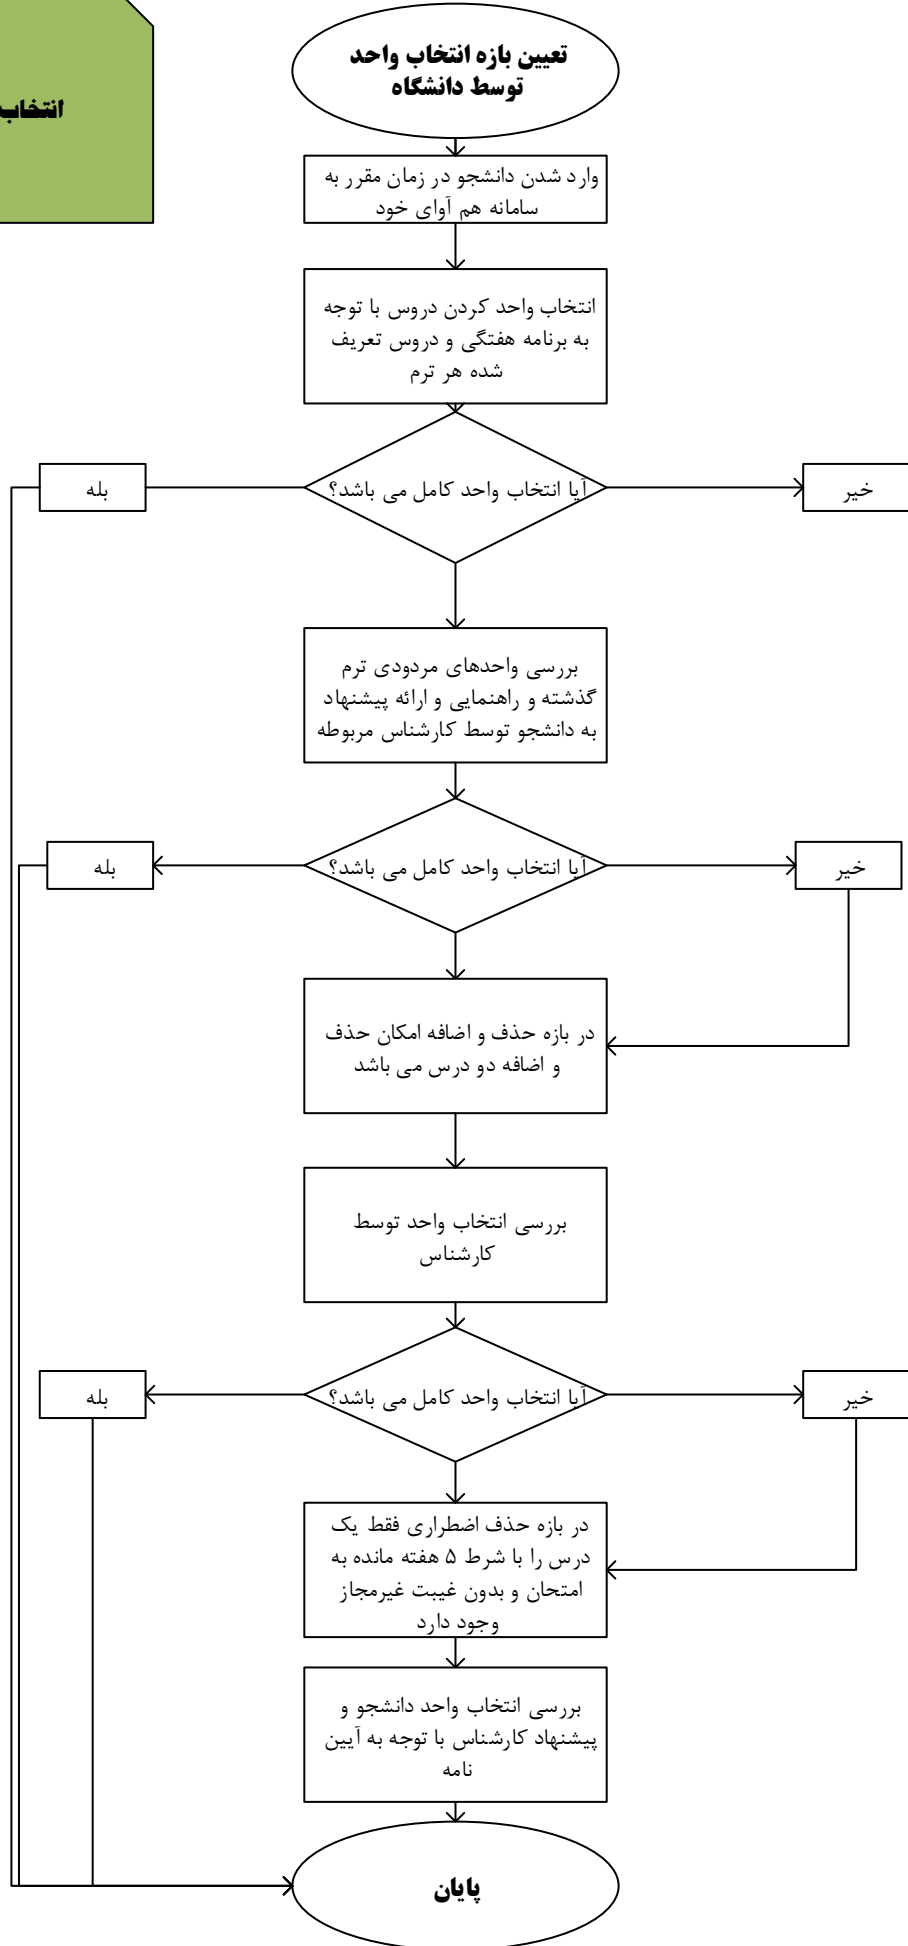 انتخاب
تعیین بازه انتخاب واحد
توسط دانشگاه
وارد شدن دانشجو در زمان مقرر به
سامانه هم آوای خود
انتخاب واحد کردن دروس با توجه
به برنامه هفتگی و دروس تعریف
شده هر ترم
خیر
آیا انتخاب واحد کامل می باشد؟
بله
بررسی واحدهای مردودی ترم
گذشته و راهنمایی و ارائه پیشنهاد
به دانشجو توسط کارشناس مربوطه
خیر
آیا انتخاب واحد کامل می باشد؟
بله
در بازه حذف و اضافه امکان حذف
و اضافه دو درس می باشد
بررسی انتخاب واحد توسط
کارشناس
خیر
آیا انتخاب واحد کامل می باشد؟
بله
در بازه حذف اضطراری فقط یک
درس را با شرط ۵ هفته مانده به
امتحان و بدون غیبت غیرمجاز
وجود دارد
بررسی انتخاب واحد دانشجو و
پیشنهاد کارشناس با توجه به آیین
نامه
پایان